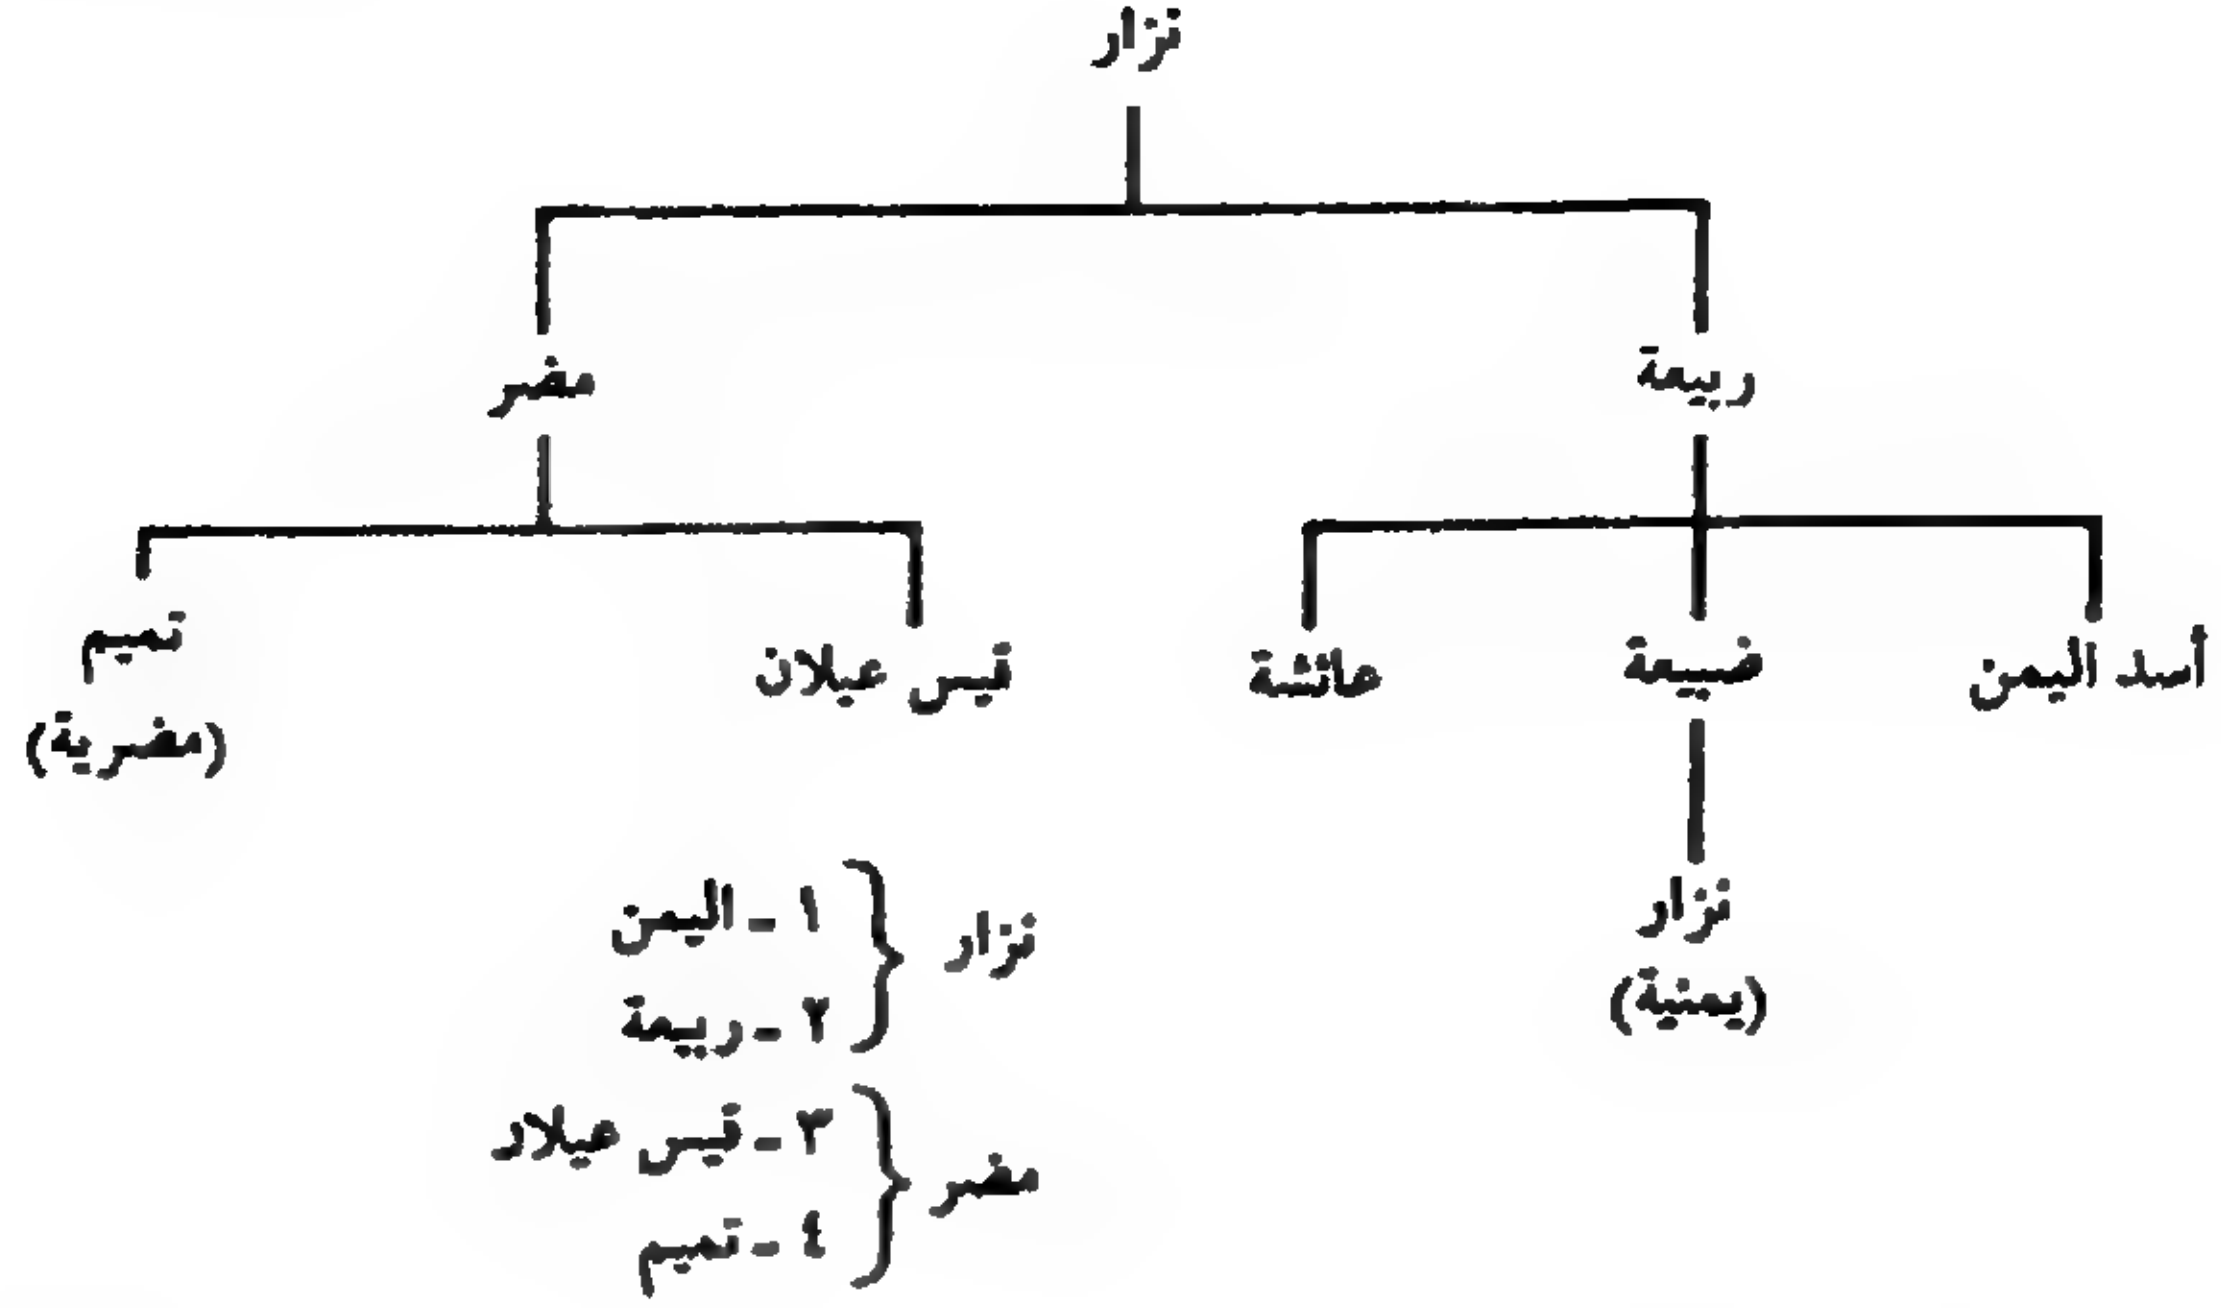 نزار
ربيعة
مضر
أسد اليمن
ضبيعة
عائشة
قيس عيلان
تميم
(مضرية)
نزار
(يمنية)
نزار
١ - اليمن
٢ - ربيعة
مضر
٣ - قيس عيلان
٤ - تميم